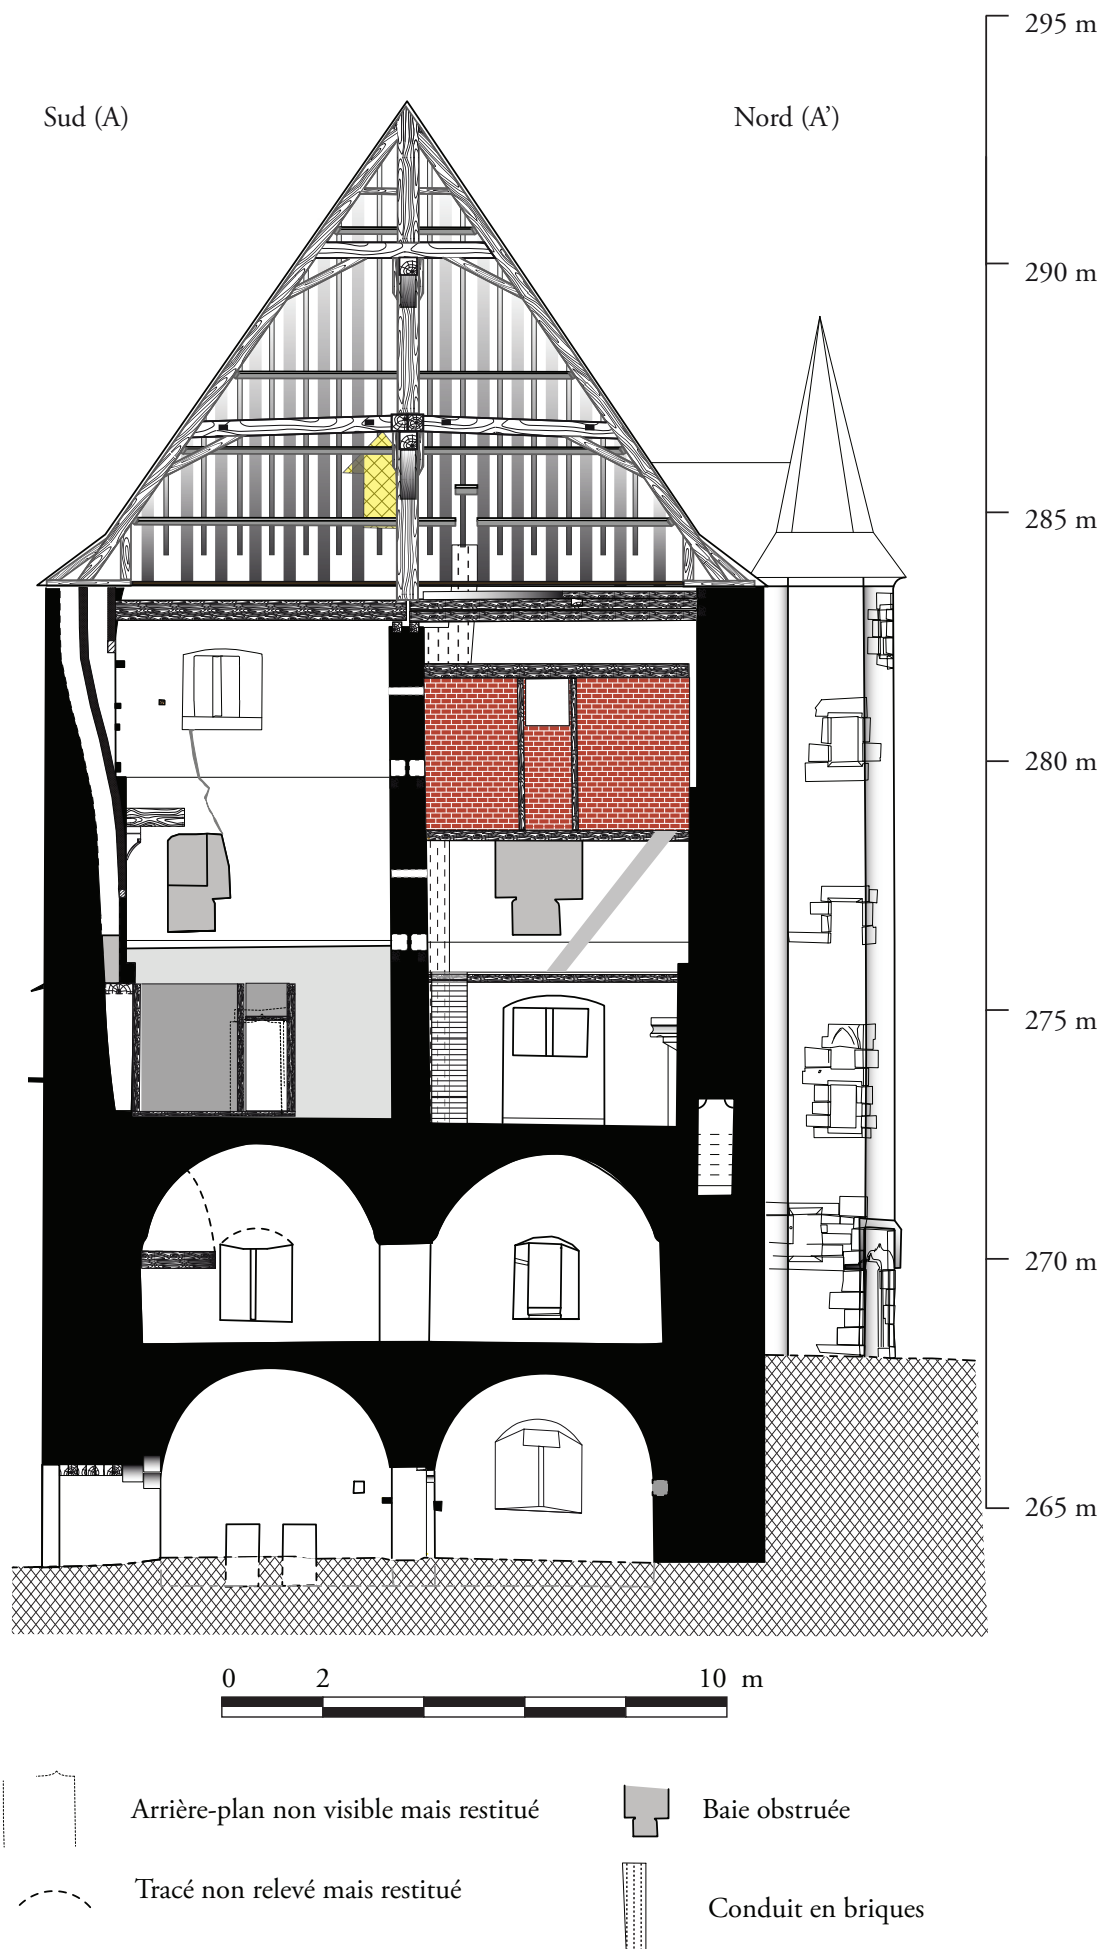 295 m
Sud (A)
Nord (A’)
290 m
285 m
280 m
275 m
270 m
265 m
0 2 10 m
Arrière-plan non visible mais restitué
Baie obstruée
Tracé non relevé mais restitué
Conduit en briques